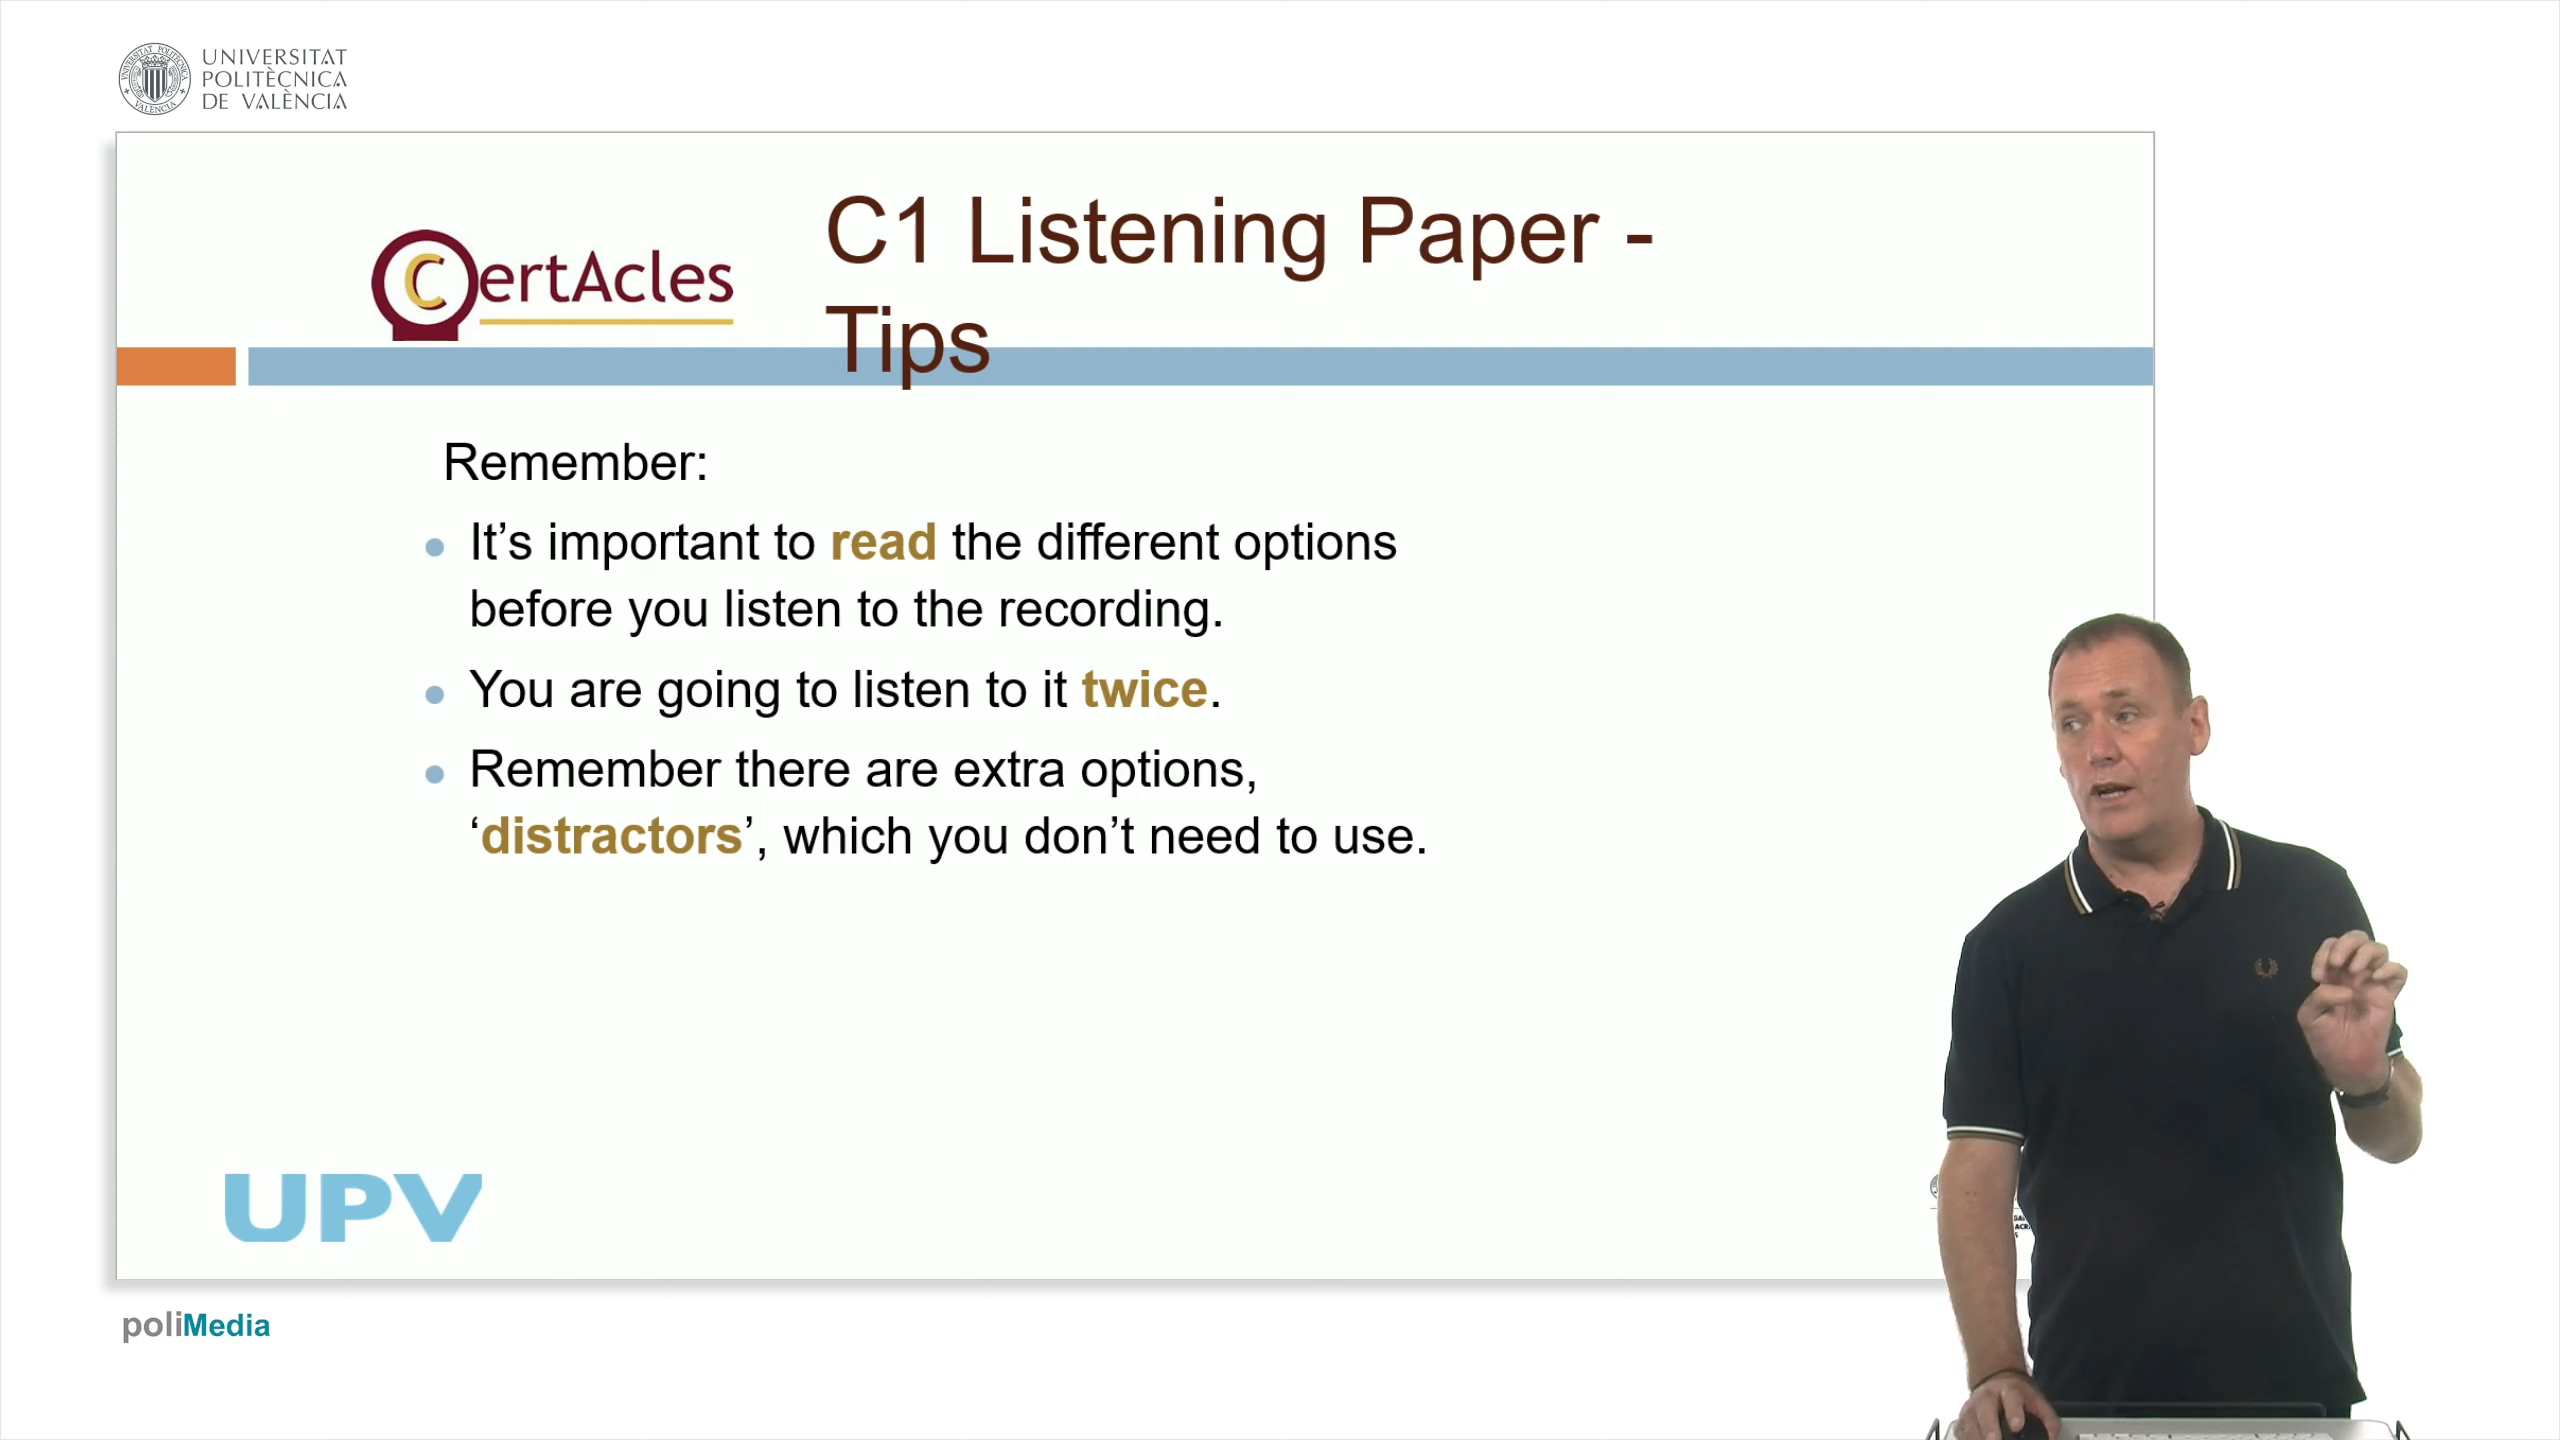 UNIVERSITAT
POLITÈCNICA
DE VALÈNCIA
CertAcles
C1 Listening Paper -
Tips
Remember:
It’s important to read the different options
before you listen to the recording.
You are going to listen to it twice.
Remember there are extra options,
‘distractors’, which you don’t need to use.
UPV
poliMedia